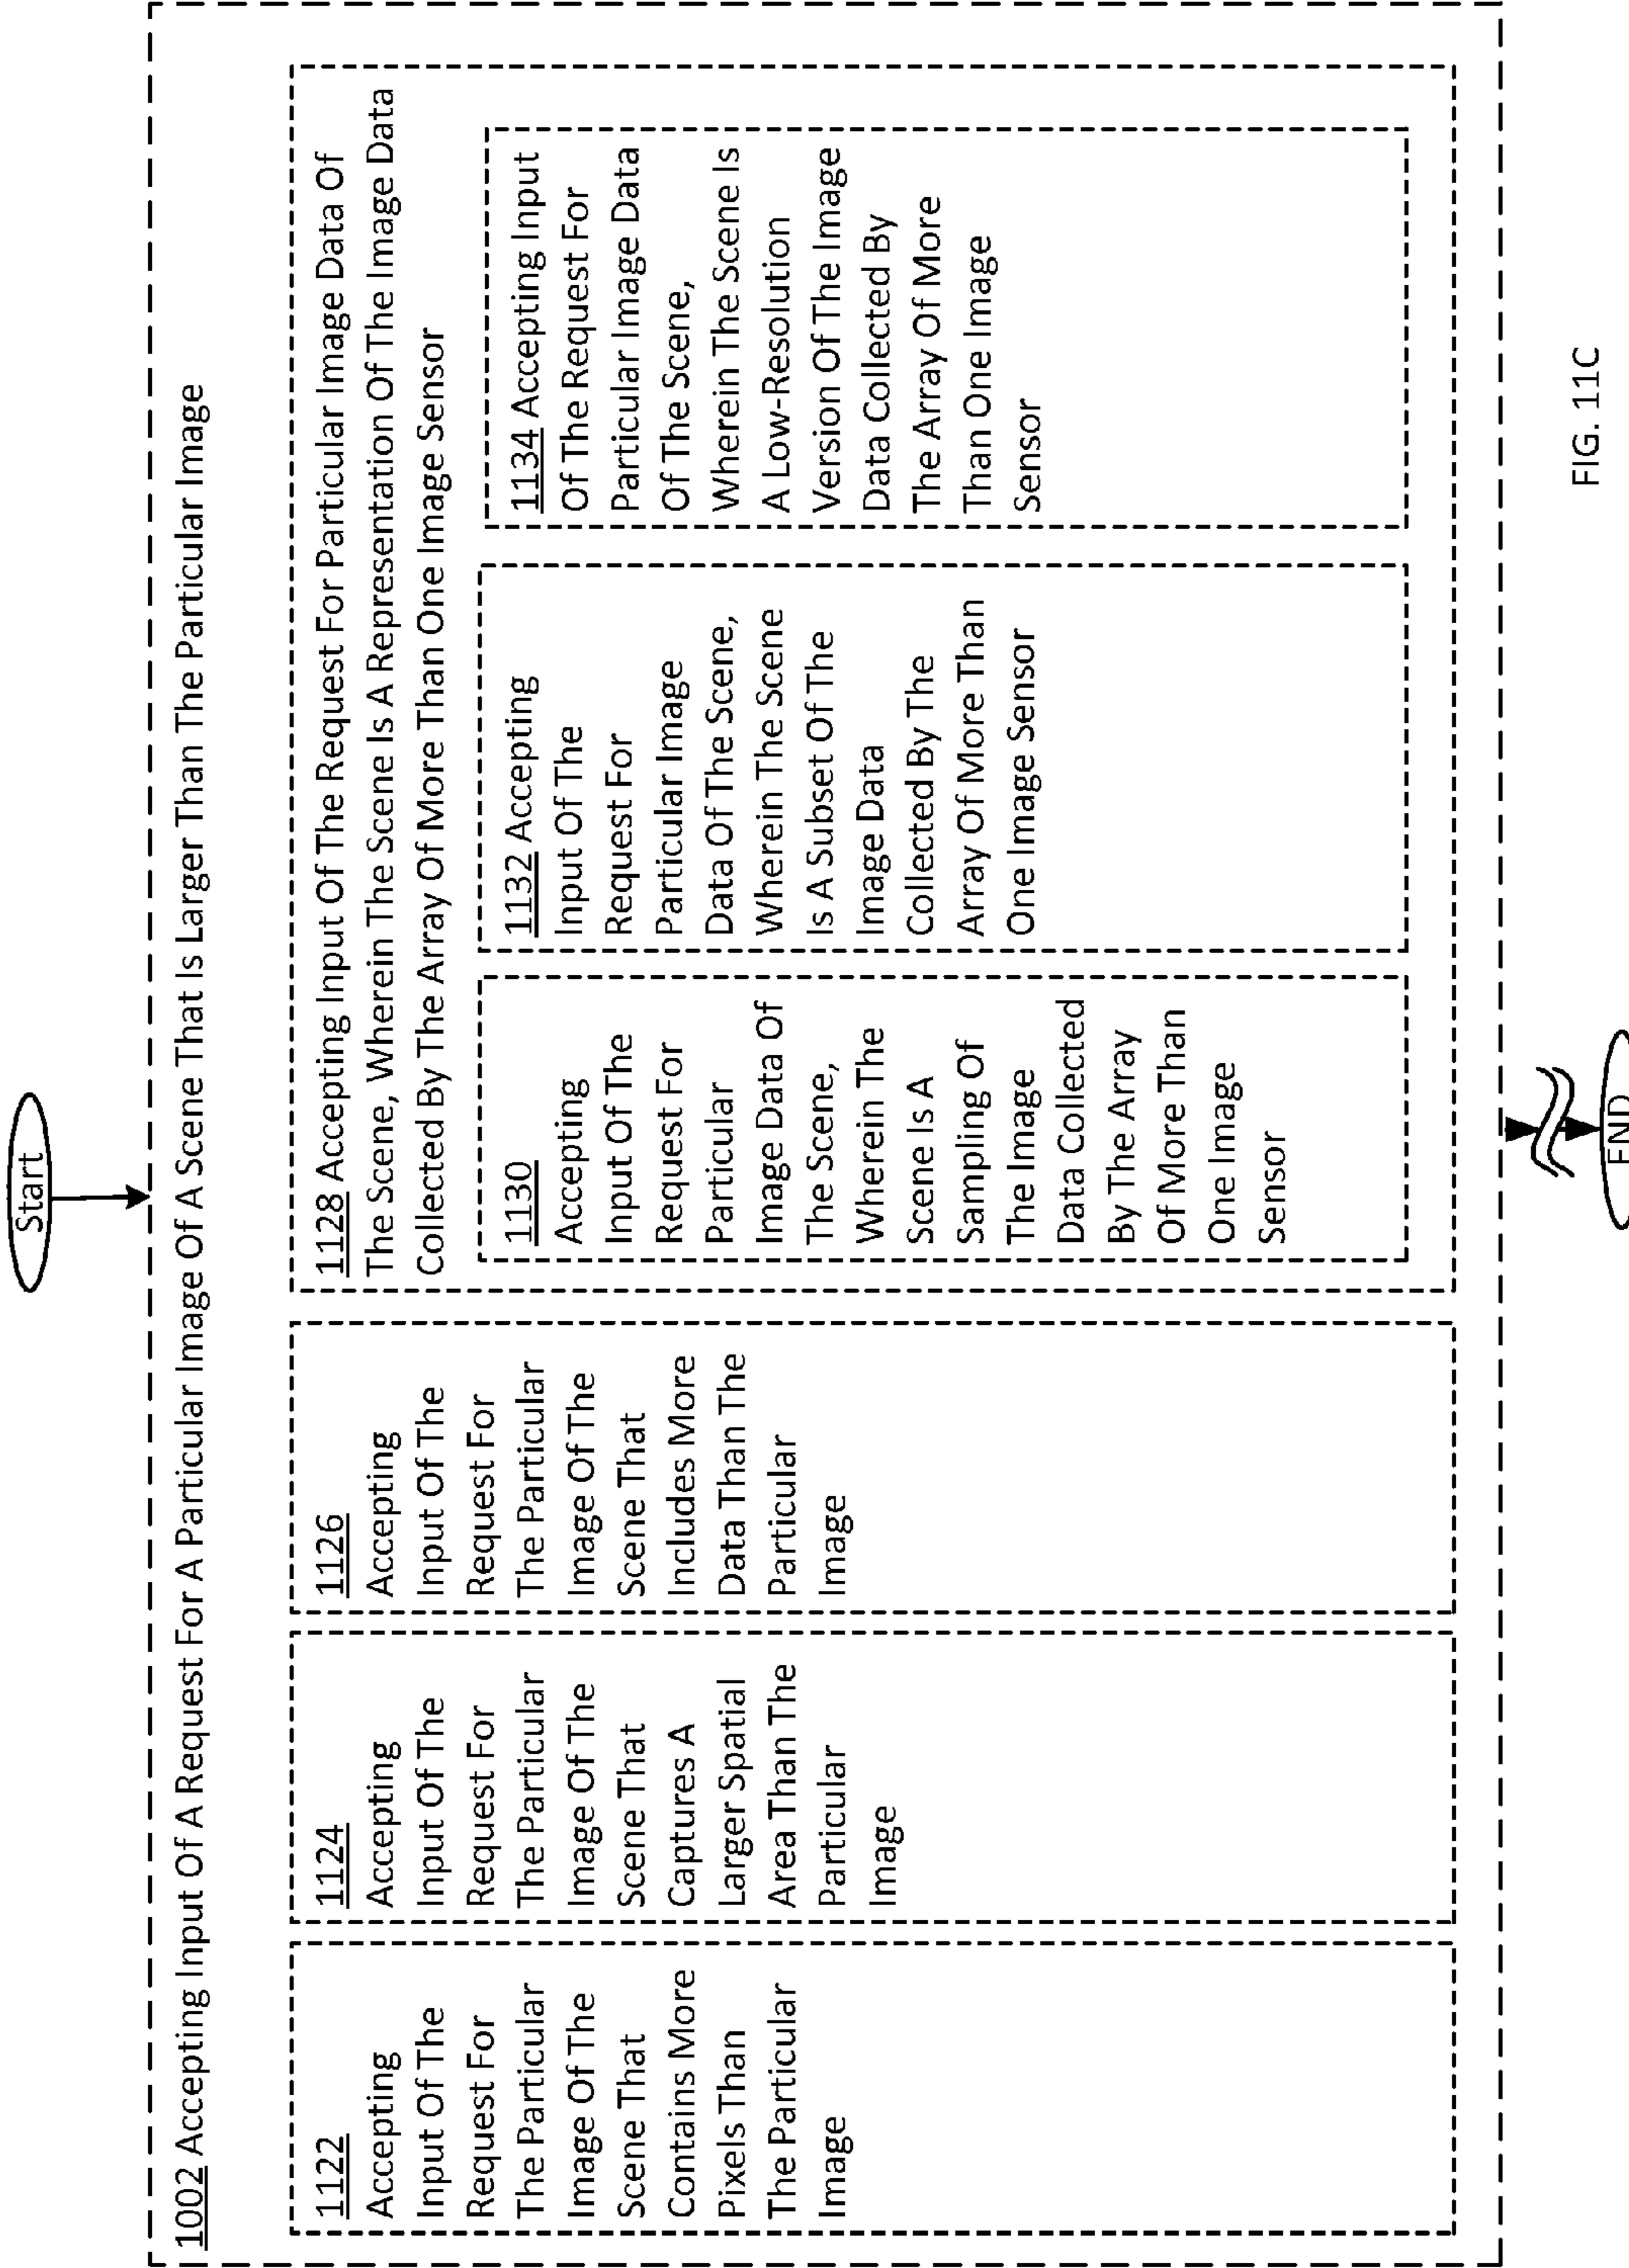 Start
1002 Accepting Input Of A Request For A Particular Image Of A Scene That Is Larger Than The Particular Image
1122
Accepting
Input Of The
Request For
The Particular
Image Of The
Scene That
Contains More
Pixels Than
The Particular
Image
1124
Accepting
Input Of The
Request For
The Particular
Image Of The
Scene That
Captures A
Larger Spatial
Area Than The
Particular
Image
1126
Accepting
Input Of The
Request For
The Particular
Image Of The
Scene That
Includes More
Data Than The
Particular
Image
1128 Accepting Input Of The Request For Particular Image Data Of
The Scene, Wherein The Scene Is A Representation Of The Image Data
Collected By The Array Of More Than One Image Sensor
1130
Accepting
Input Of The
Request For
Particular
Image Data Of
The Scene,
Wherein The
Scene Is A
Sampling Of
The Image
Data Collected
By The Array
Of More Than
One Image
Sensor
1132 Accepting
Input Of The
Request For
Particular Image
Data Of The Scene,
Wherein The Scene
Is A Subset Of The
Image Data
Collected By The
Array Of More Than
One Image Sensor
1134 Accepting Input
Of The Request For
Particular Image Data
Of The Scene,
Wherein The Scene Is
A Low-Resolution
Version Of The Image
Data Collected By
The Array Of More
Than One Image
Sensor
END
FIG. 11C